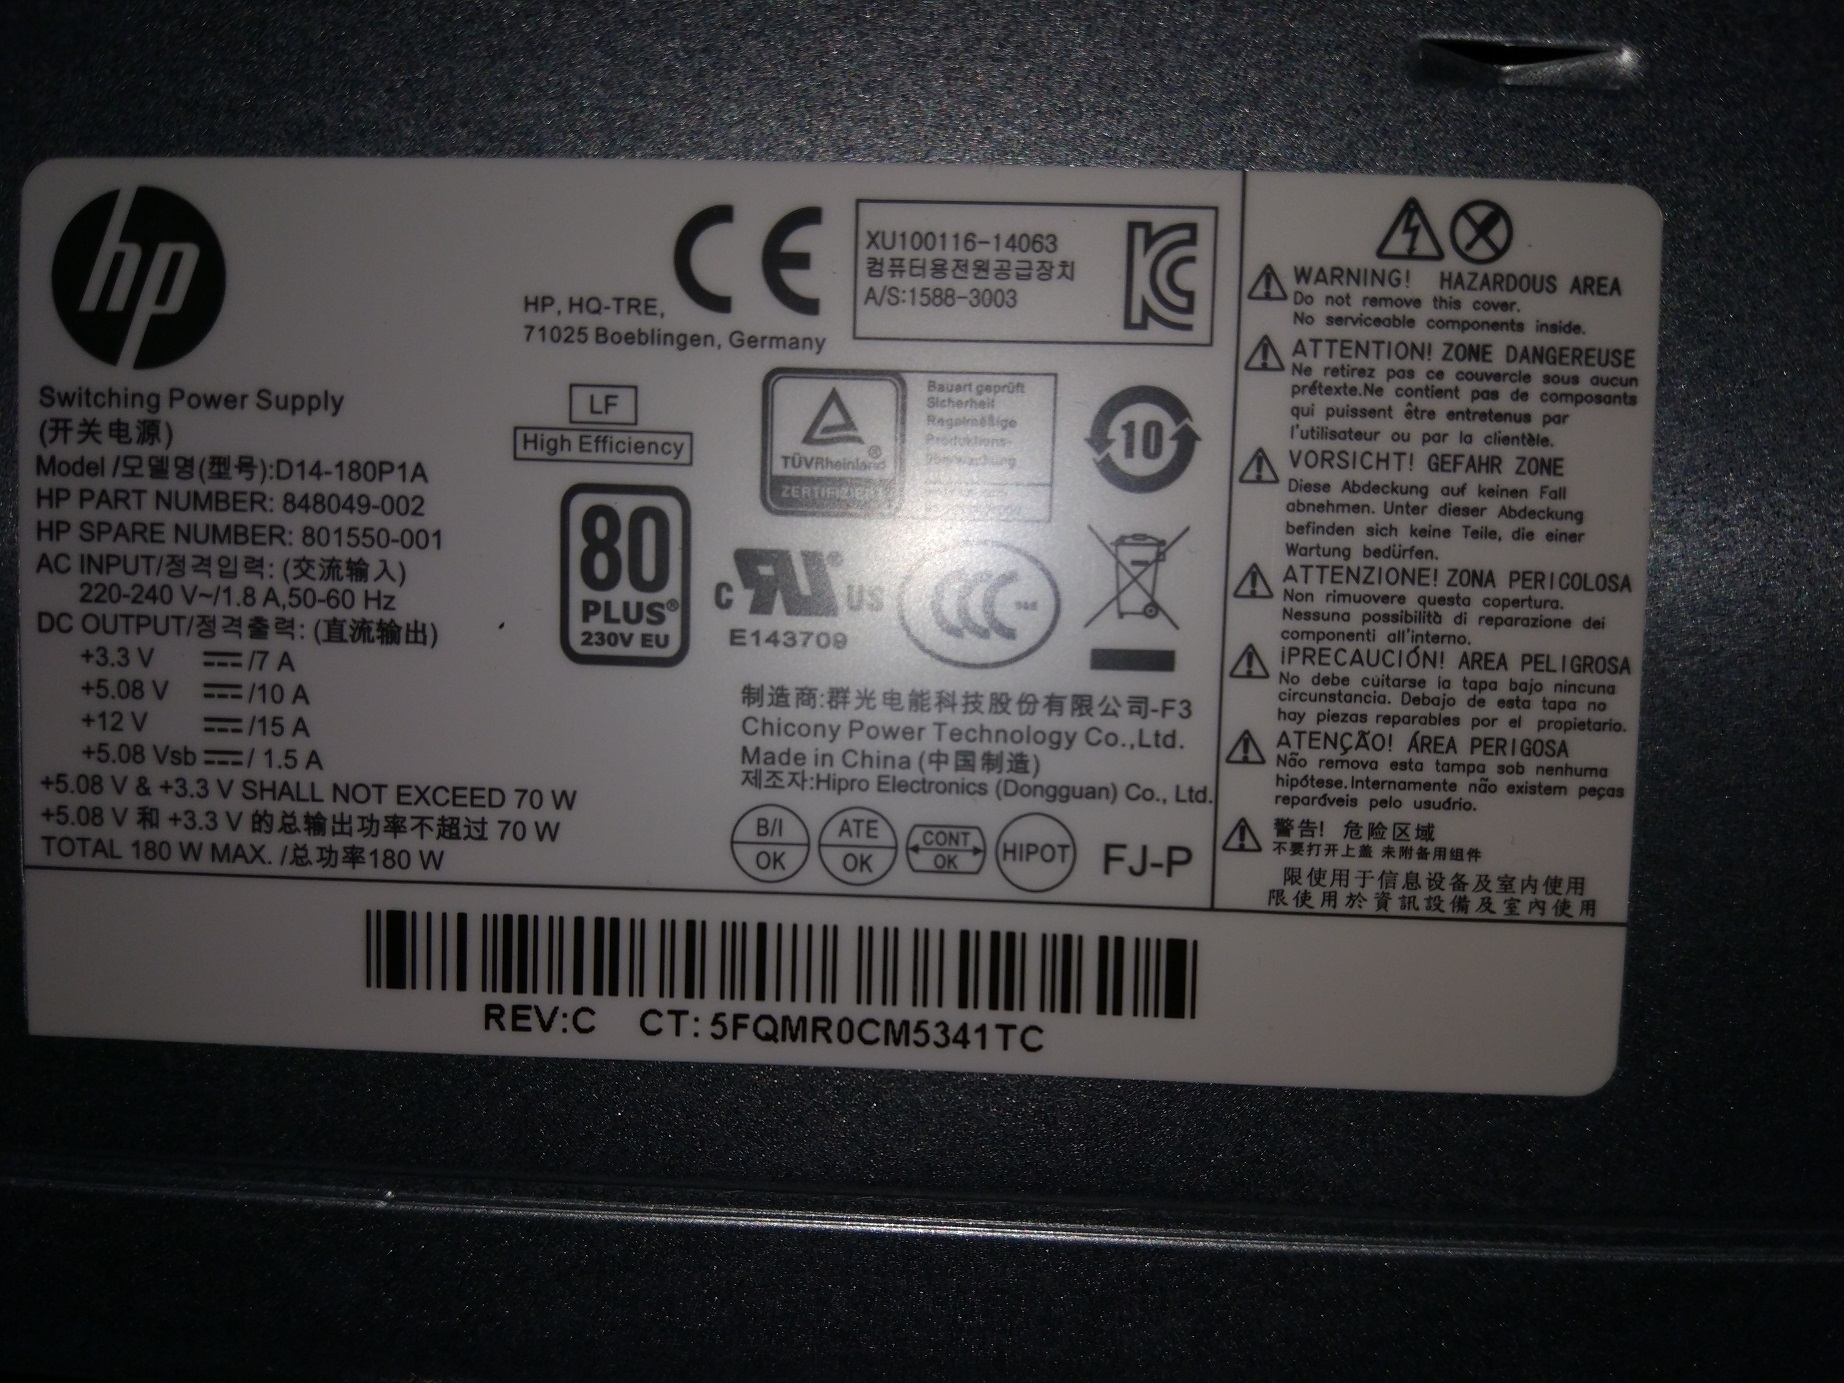 hp
Switching Power Supply
(开关电源)
Model /모델명(型号):D14-180P1A
HP PART NUMBER: 848049-002
HP SPARE NUMBER: 801550-001
AC INPUT/정격입력: (交流输入)
220-240 V~/1.8 A,50-60 Hz
DC OUTPUT/정격출력: (直流输出)
+3.3 V /7 A
+5.08 V /10 A
+12 V /15 A
+5.08 Vsb / 1.5 A
+5.08 V & +3.3 V SHALL NOT EXCEED 70 W
+5.08 V 和 +3.3 V 的总输出功率不超过 70 W
TOTAL 180 W MAX. /总功率180 W
CE
HP, HQ-TRE,
71025 Boeblingen, Germany
XU100116-14063
컴퓨터용전원공급장치
A/S:1588-3003
KC
LF
High Efficiency
80
PLUS®
230V EU
TÜVRheinland®
ZERTIFIZIERT
Bauart geprüft
Sicherheit
Regelmäßige
Produktions-
überwachung
10
c RU® US
E143709
CCC
S&E
制造商:群光电能科技股份有限公司-F3
Chicony Power Technology Co.,Ltd.
Made in China (中国制造)
제조자:Hipro Electronics (Dongguan) Co., Ltd.
B/I
OK
ATE
OK
CONT
OK
HIPOT
FJ-P
WARNING! HAZARDOUS AREA
Do not remove this cover.
No serviceable components inside.
ATTENTION! ZONE DANGEREUSE
Ne retirez pas ce couvercle sous aucun
prétexte.Ne contient pas de composants
qui puissent être entretenus par
l'utilisateur ou par la clientèle.
VORSICHT! GEFAHR ZONE
Diese Abdeckung auf keinen Fall
abnehmen. Unter dieser Abdeckung
befinden sich keine Teile, die einer
Wartung bedürfen.
ATTENZIONE! ZONA PERICOLOSA
Non rimuovere questa copertura.
Nessuna possibilità di reparazione dei
componenti all'interno.
¡PRECAUCIÓN! AREA PELIGROSA
No debe cuitarse la tapa bajo ninguna
circunstancia. Debajo de esta tapa no
hay piezas reparables por el propietario.
ATENÇÃO! ÁREA PERIGOSA
Não remova esta tampa sob nenhuma
hipótese.Internamente não existem peças
reparáveis pelo usuário.
警告! 危险区域
不要打开上盖 未附备用组件
限使用于信息设备及室内使用
限使用於資訊設備及室內使用
REV:C CT: 5FQMR0CM5341TC